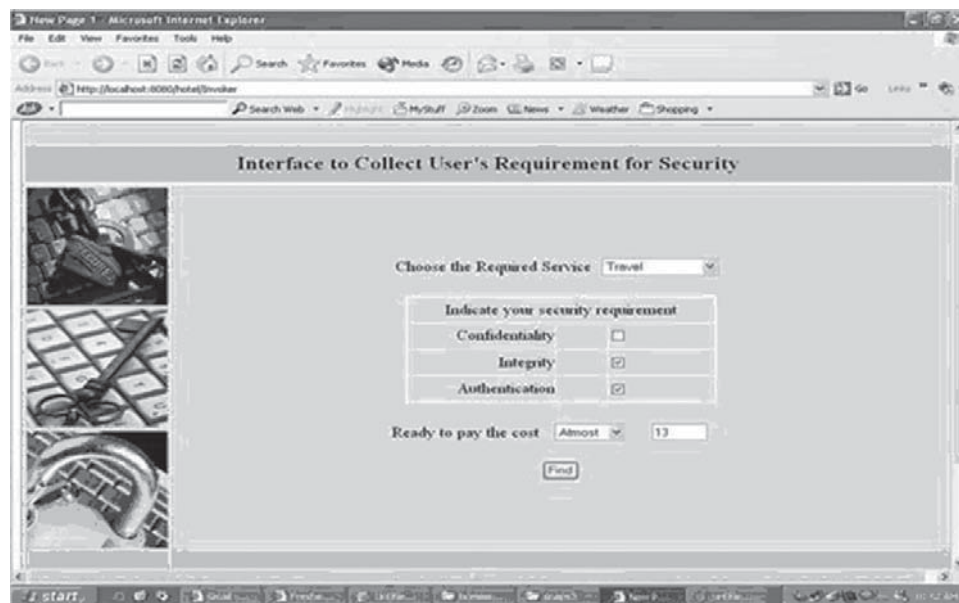 New Page 1 - Microsoft Internet Explorer
File Edit View Favorites Tools Help
Search Favorites Media
Address http://localhost:8080/hotel/Invoker Go Links
Search Web MyStuff Zoom News Weather Shopping
Interface to Collect User's Requirement for Security
Choose the Required Service Travel
Indicate your security requirement
Confidentiality
Integrity
Authentication
Ready to pay the cost Atmost 13
Find
start